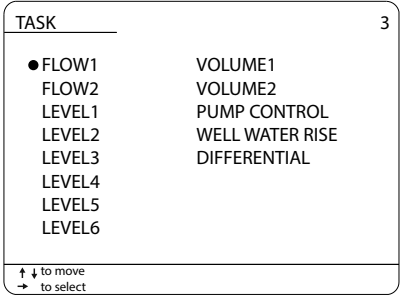 TASK 3
● FLOW1 VOLUME1
FLOW2 VOLUME2
LEVEL1 PUMP CONTROL
LEVEL2 WELL WATER RISE
LEVEL3 DIFFERENTIAL
LEVEL4
LEVEL5
LEVEL6
↑ ↓ to move
→ to select